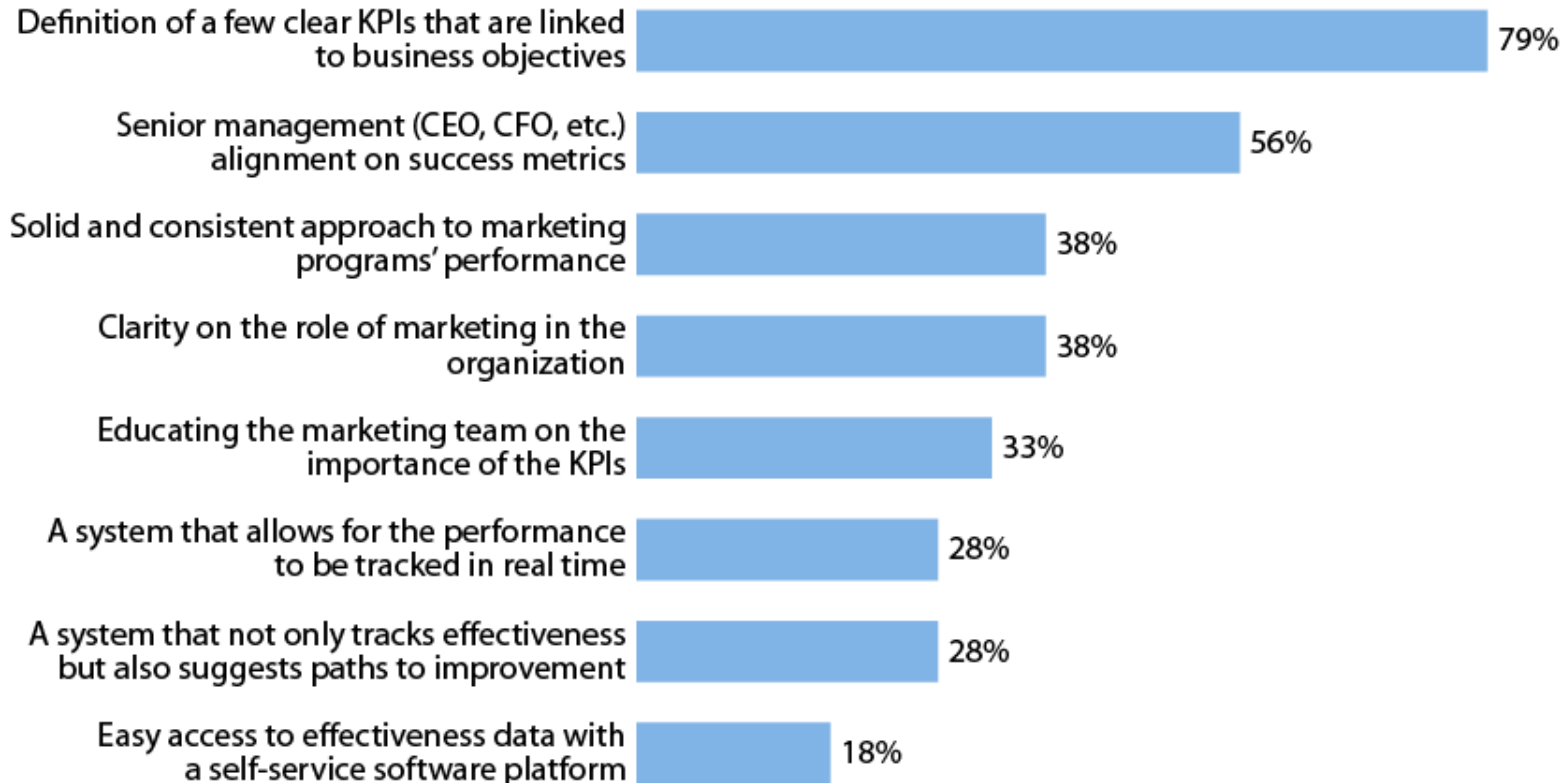 Definition of a few clear KPIs that are linked
to business objectives
79%
Senior management (CEO, CFO, etc.)
alignment on success metrics
56%
Solid and consistent approach to marketing
programs’ performance
38%
Clarity on the role of marketing in the
organization
38%
Educating the marketing team on the
importance of the KPIs
33%
A system that allows for the performance
to be tracked in real time
28%
A system that not only tracks effectiveness
but also suggests paths to improvement
28%
Easy access to effectiveness data with
a self-service software platform
18%